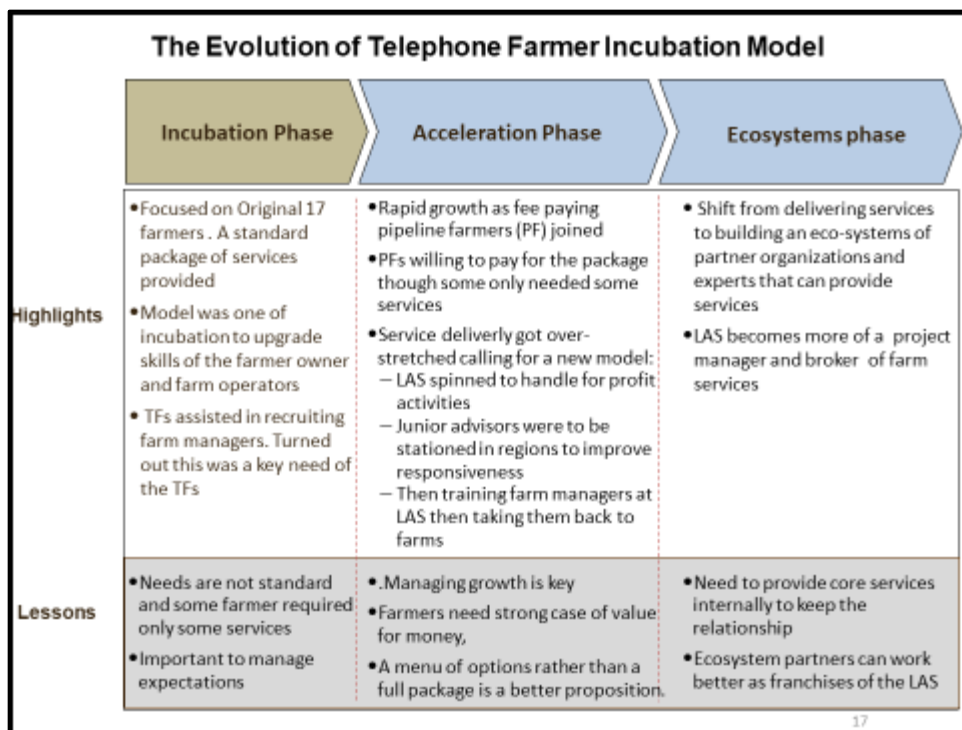 The Evolution of Telephone Farmer Incubation Model
Incubation Phase
Acceleration Phase
Ecosystems phase
Highlights
•Focused on Original 17
farmers . A standard
package of services
provided
•Model was one of
incubation to upgrade
skills of the farmer owner
and farm operators
• TFs assisted in recruiting
farm managers. Turned
out this was a key need of
the TFs
•Rapid growth as fee paying
pipeline farmers (PF) joined
•PFs willing to pay for the package
though some only needed some
services
•Service deliverly got over-
stretched calling for a new model:
– LAS spinned to handle for profit
activities
– Junior advisors were to be
stationed in regions to improve
responsiveness
– Then training farm managers at
LAS then taking them back to
farms
• Shift from delivering services
to building an eco-systems of
partner organizations and
experts that can provide
services
•LAS becomes more of a project
manager and broker of farm
services
Lessons
•Needs are not standard
and some farmer required
only some services
•Important to manage
expectations
•.Managing growth is key
•Farmers need strong case of value
for money,
•A menu of options rather than a
full package is a better proposition.
•Need to provide core services
internally to keep the
relationship
•Ecosystem partners can work
better as franchises of the LAS
17